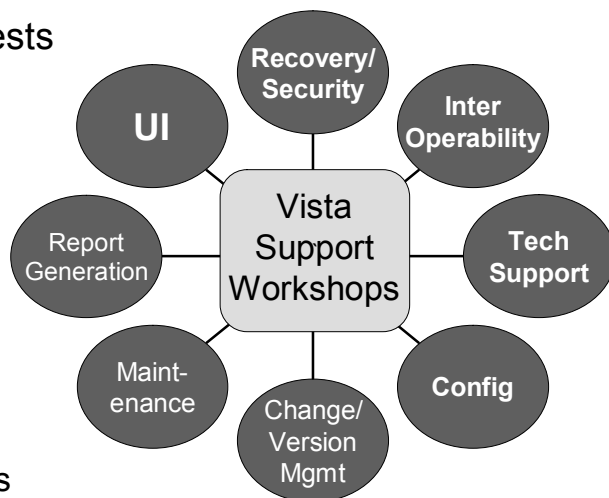 ests
Recovery/
Security
UI
Inter
Operability
Vista
Support
Workshops
Report
Generation
Tech
Support
Maint-
enance
Config
Change/
Version
Mgmt
s